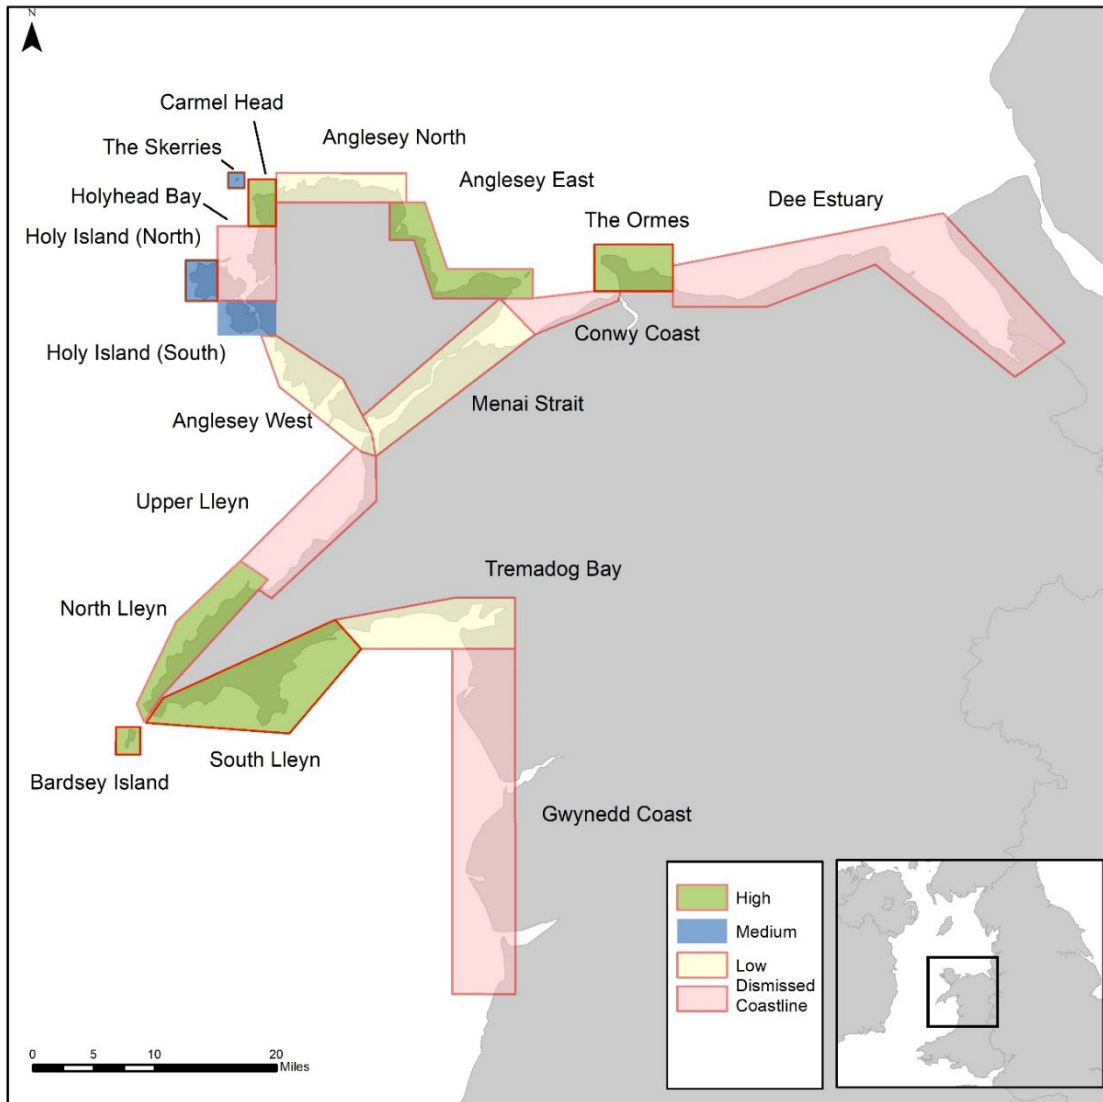 N
Carmel Head
The Skerries
Anglesey North
Holyhead Bay
Anglesey East
Holy Island (North)
The Ormes
Dee Estuary
Holy Island (South)
Conwy Coast
Anglesey West
Menai Strait
Upper Lleyn
Tremadog Bay
North Lleyn
South Lleyn
Bardsey Island
Gwynedd Coast
High
Medium
Low
Dismissed
Coastline
0 5 10 20
Miles